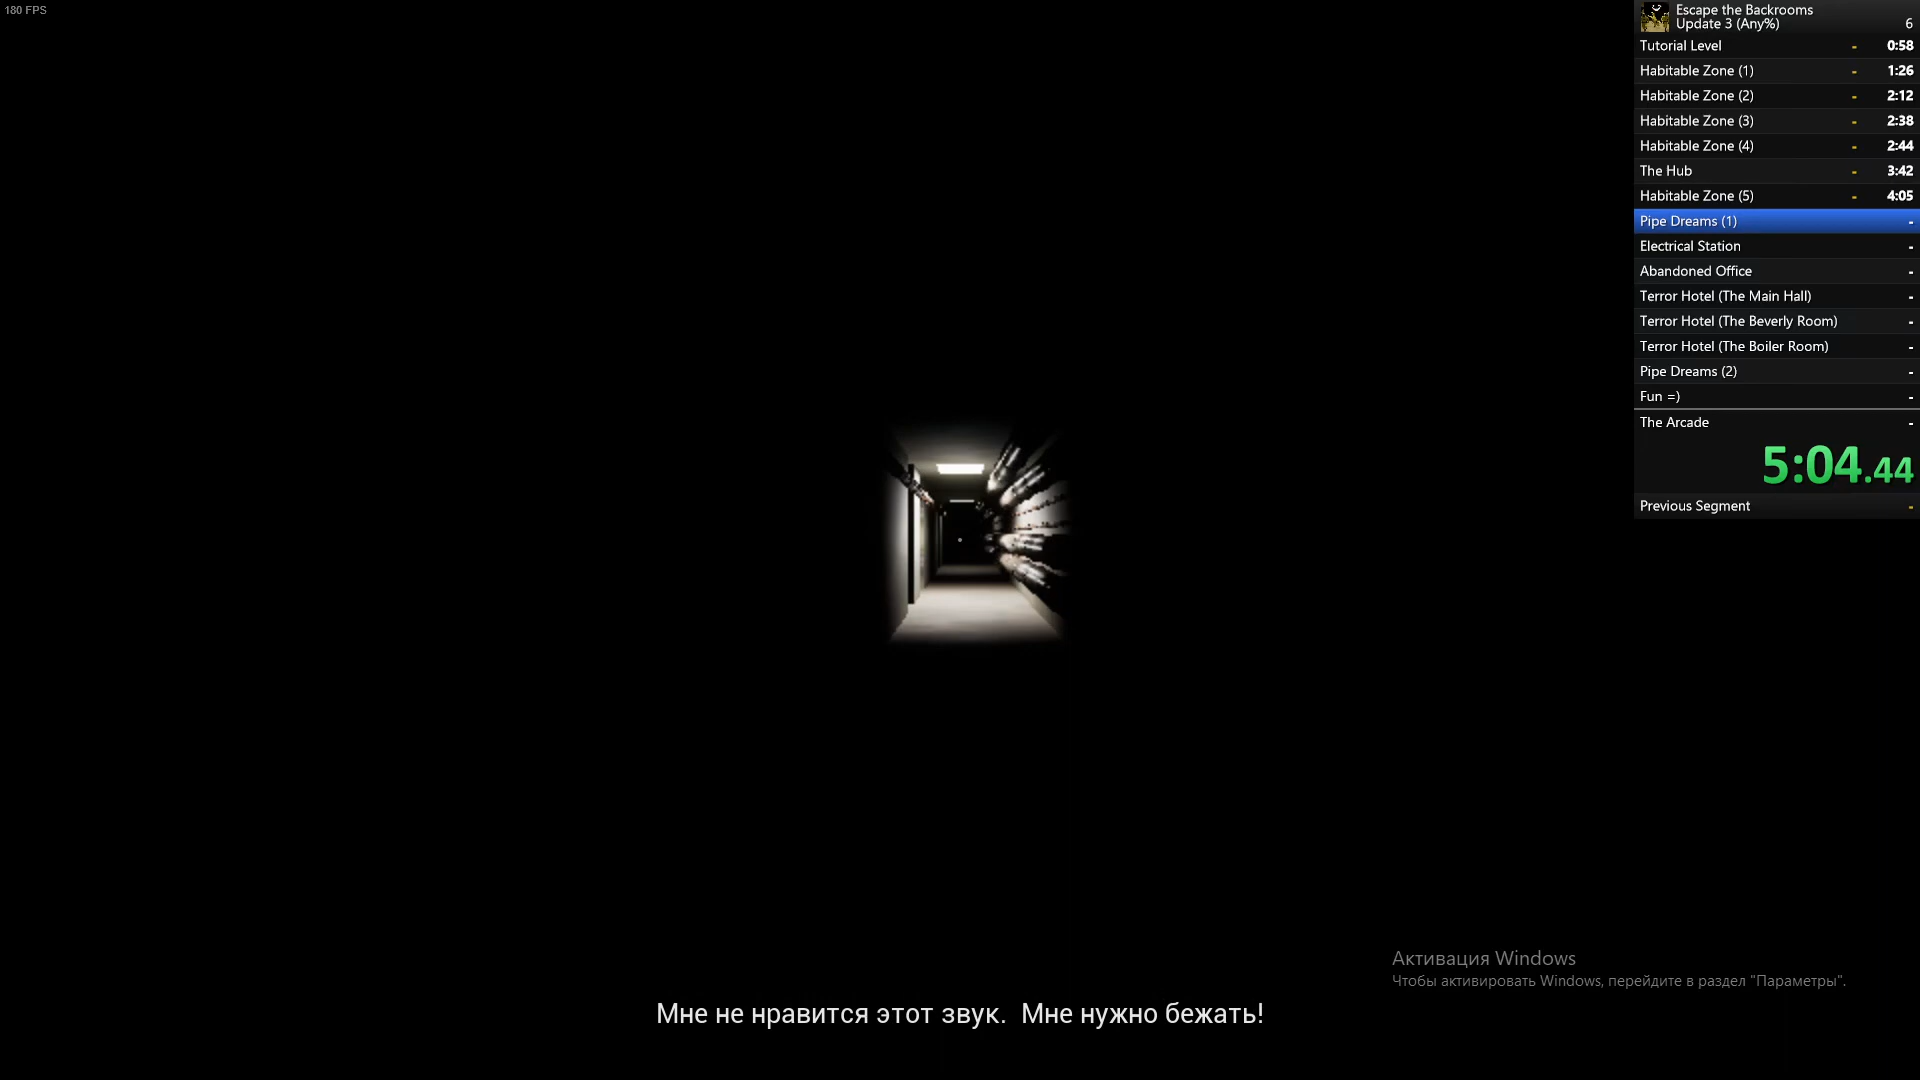 180 FPS
Escape the Backrooms
Update 3 (Any%) 6
Tutorial Level - 0:58
Habitable Zone (1) - 1:26
Habitable Zone (2) - 2:12
Habitable Zone (3) - 2:38
Habitable Zone (4) - 2:44
The Hub - 3:42
Habitable Zone (5) - 4:05
Pipe Dreams (1) -
Electrical Station -
Abandoned Office -
Terror Hotel (The Main Hall) -
Terror Hotel (The Beverly Room) -
Terror Hotel (The Boiler Room) -
Pipe Dreams (2) -
Fun =) -
The Arcade -
5:04.44
Previous Segment -
Активация Windows
Чтобы активировать Windows, перейдите в раздел "Параметры".
Мне не нравится этот звук. Мне нужно бежать!